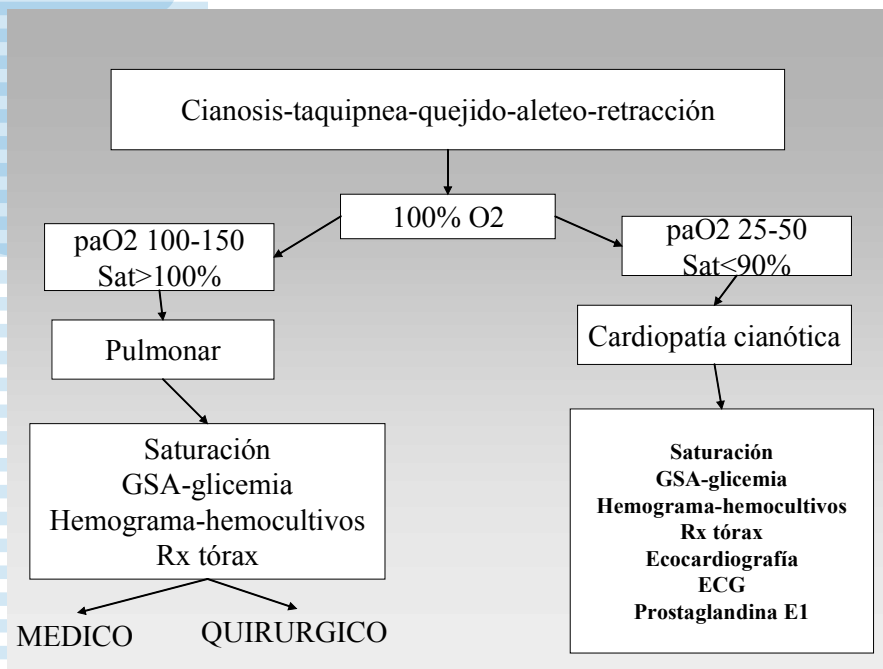 Cianosis-taquipnea-quejido-aleteo-retracción
100% O2
paO2 100-150
Sat>100%
paO2 25-50
Sat<90%
Pulmonar
Cardiopatía cianótica
Saturación
GSA-glicemia
Hemograma-hemocultivos
Rx tórax
Saturación
GSA-glicemia
Hemograma-hemocultivos
Rx tórax
Ecocardiografía
ECG
Prostaglandina E1
MEDICO
QUIRURGICO